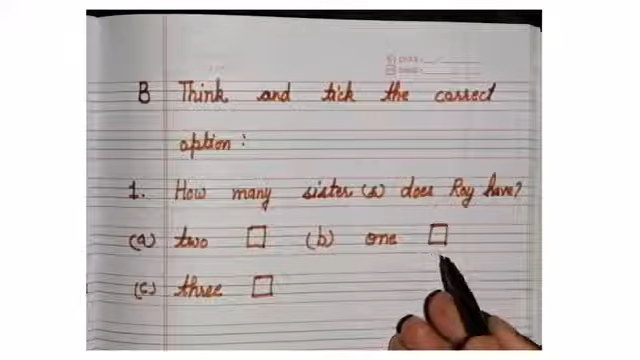 B Think and tick the correct
option :
1. How many sister (s) does Roy have?
(a) two (b) one
(c) three